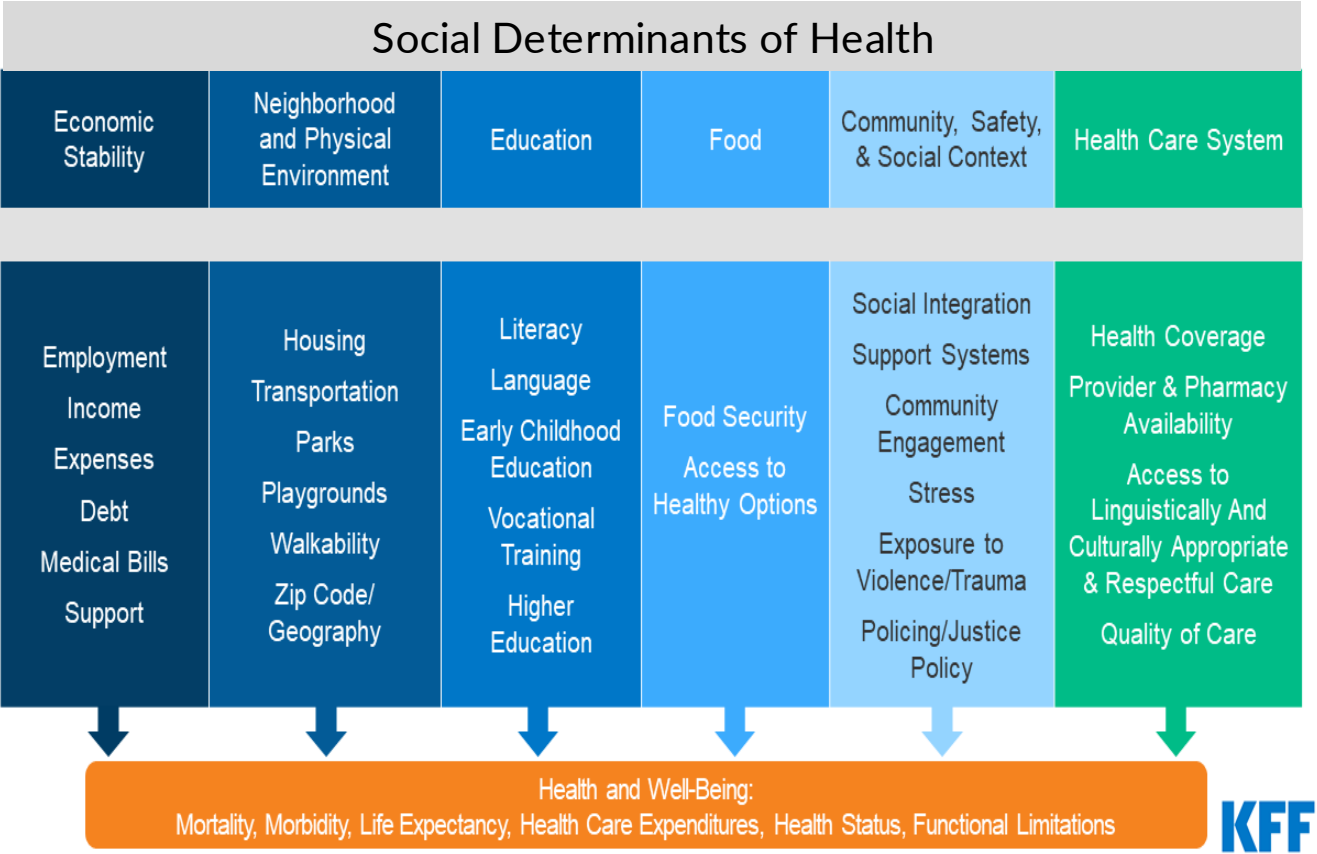 Social Determinants of Health
Economic
Stability
Neighborhood
and Physical
Environment
Education
Food
Community, Safety,
& Social Context
Health Care System
Employment
Income
Expenses
Debt
Medical Bills
Support
Housing
Transportation
Parks
Playgrounds
Walkability
Zip Code/
Geography
Literacy
Language
Early Childhood
Education
Vocational
Training
Higher
Education
Food Security
Access to
Healthy Options
Social Integration
Support Systems
Community
Engagement
Stress
Exposure to
Violence/Trauma
Policing/Justice
Policy
Health Coverage
Provider & Pharmacy
Availability
Access to
Linguistically And
Culturally Appropriate
& Respectful Care
Quality of Care
Health and Well-Being:
Mortality, Morbidity, Life Expectancy, Health Care Expenditures, Health Status, Functional Limitations
KFF